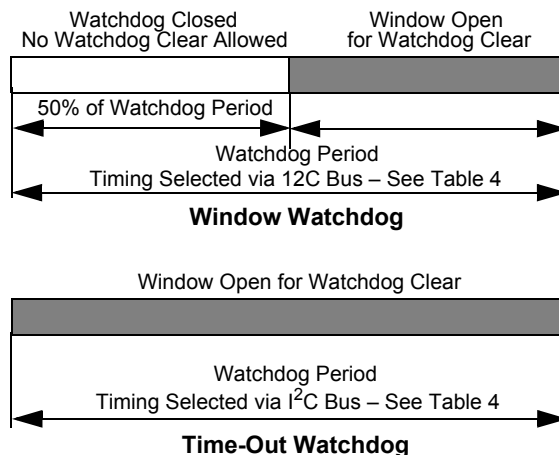 Watchdog Closed
No Watchdog Clear Allowed
Window Open
for Watchdog Clear
50% of Watchdog Period
Watchdog Period
Timing Selected via 12C Bus – See Table 4
Window Watchdog
Window Open for Watchdog Clear
Watchdog Period
Timing Selected via I²C Bus – See Table 4
Time-Out Watchdog